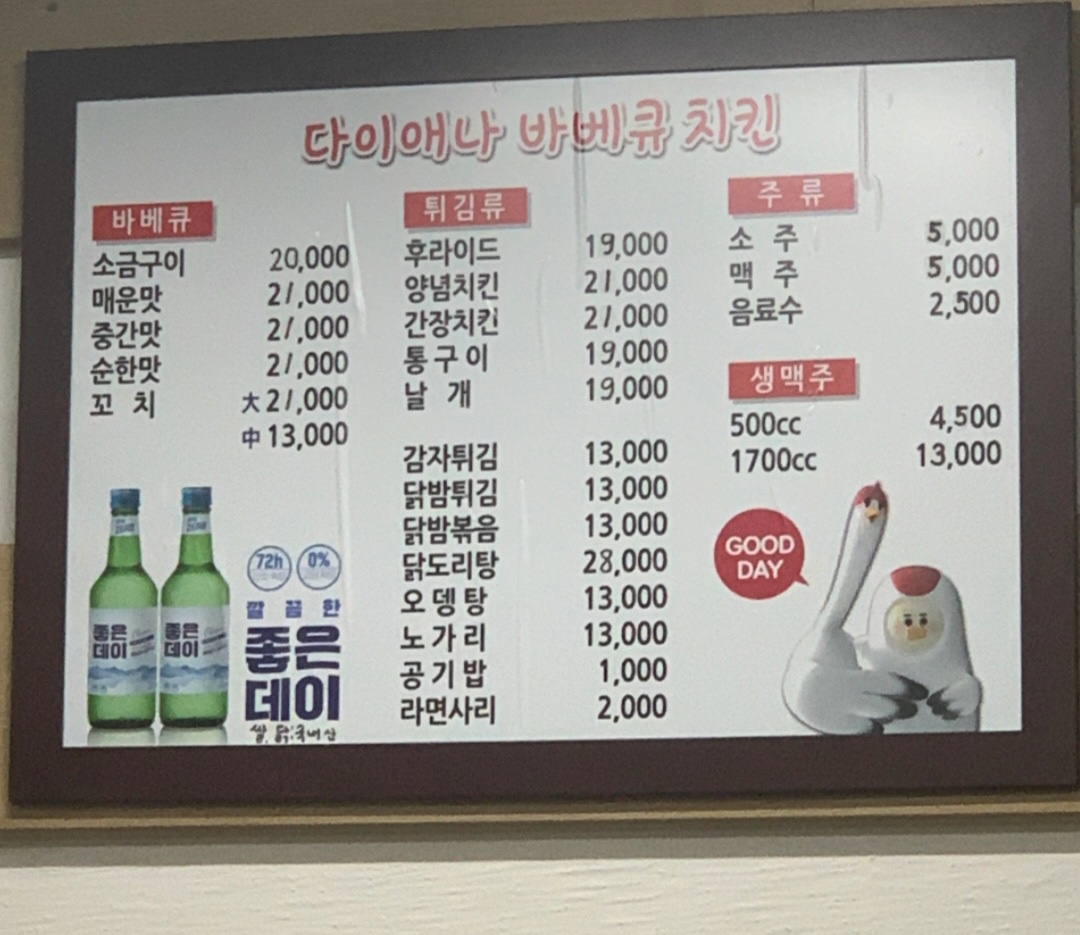 다이애나 바베큐 치킨
바베큐
소금구이 20,000
매운맛 21,000
중간맛 21,000
순한맛 21,000
꼬 치 大 21,000
中 13,000
튀김류
후라이드 19,000
양념치킨 21,000
간장치킨 21,000
통구이 19,000
날 개 19,000
감자튀김 13,000
닭밤튀김 13,000
닭밤볶음 13,000
닭도리탕 28,000
오뎅탕 13,000
노가리 13,000
공기밥 1,000
라면사리 2,000
주 류
소 주 5,000
맥 주 5,000
음료수 2,500
생맥주
500cc 4,500
1700cc 13,000
GOOD
DAY
좋은
데이
좋은
데이
72h
0%
깔끔한
좋은
데이
쌀, 닭:국내산